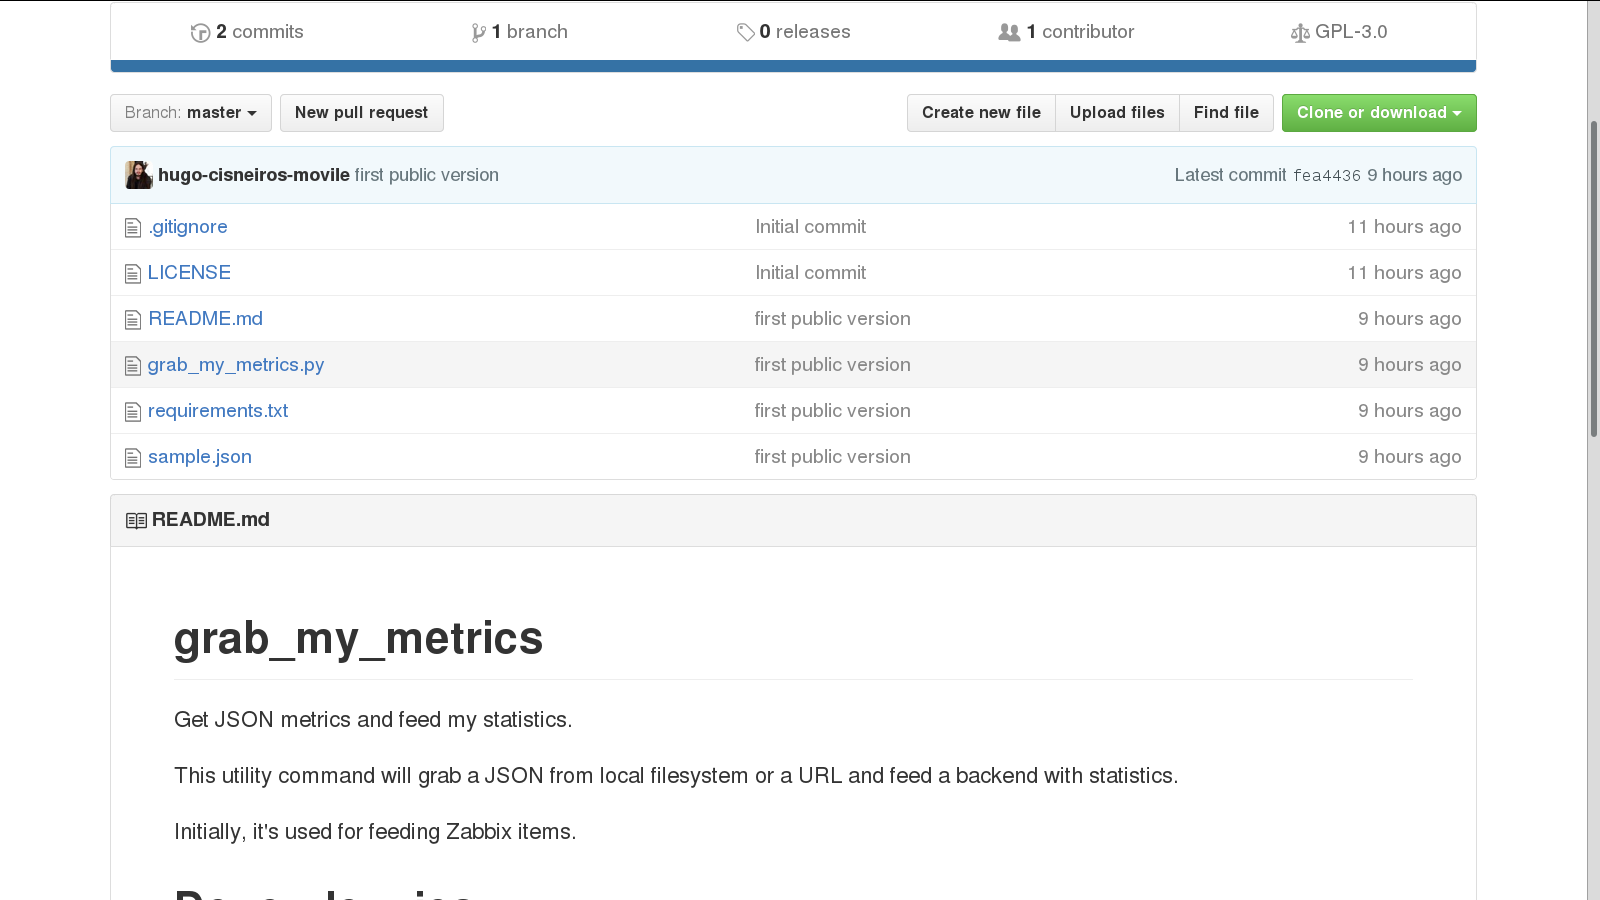 2 commits 1 branch 0 releases 1 contributor GPL-3.0
Branch: master New pull request Create new file Upload files Find file Clone or download
hugo-cisneiros-movile first public version Latest commit fea4436 9 hours ago
.gitignore Initial commit 11 hours ago
LICENSE Initial commit 11 hours ago
README.md first public version 9 hours ago
grab_my_metrics.py first public version 9 hours ago
requirements.txt first public version 9 hours ago
sample.json first public version 9 hours ago
README.md
grab_my_metrics
Get JSON metrics and feed my statistics.
This utility command will grab a JSON from local filesystem or a URL and feed a backend with statistics.
Initially, it's used for feeding Zabbix items.